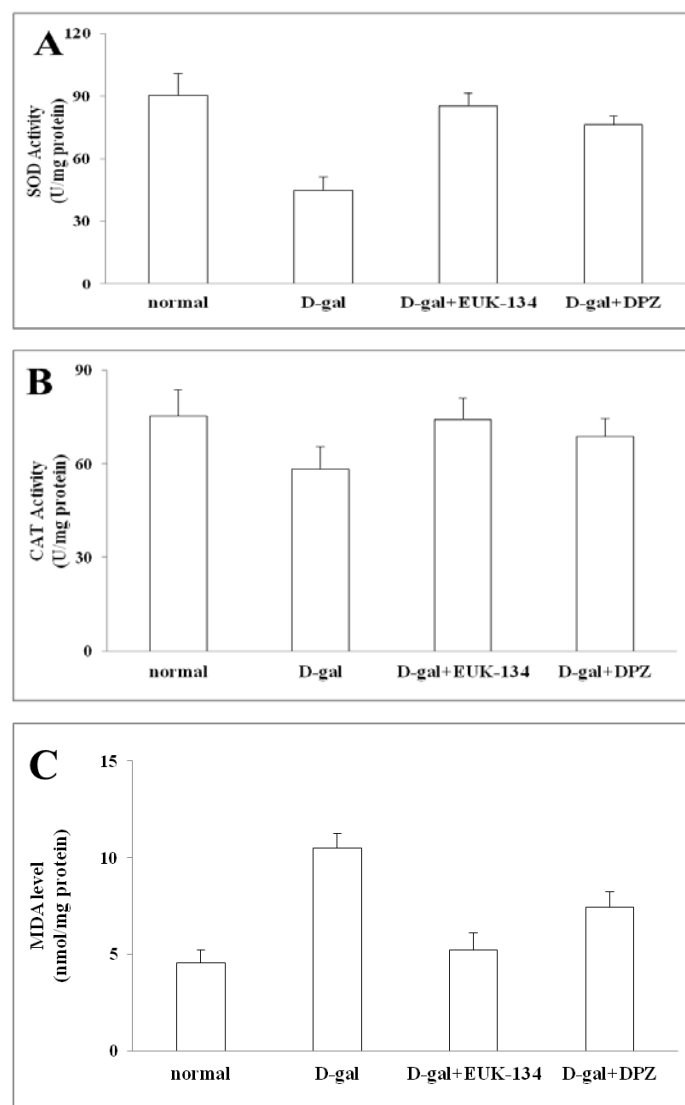 A
SOD Activity
(U/mg protein)
120
90
60
30
0
normal D-gal D-gal+EUK-134 D-gal+DPZ
B
CAT Activity
(U/mg protein)
90
60
30
0
normal D-gal D-gal+EUK-134 D-gal+DPZ
C
MDA level
(nmol/mg protein)
15
10
5
0
normal D-gal D-gal+EUK-134 D-gal+DPZ